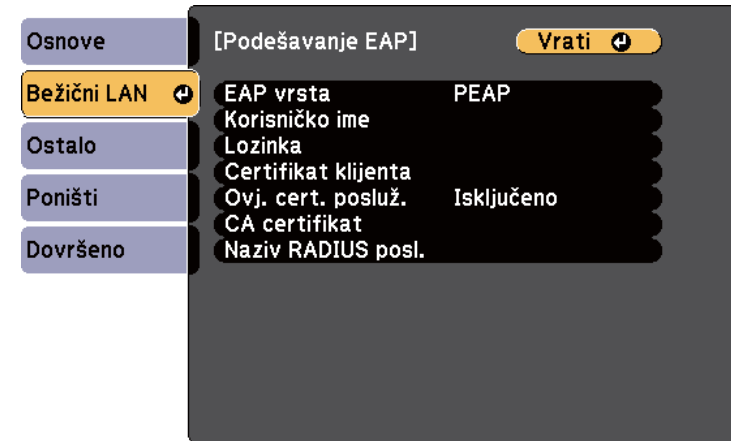 Osnove
Bežični LAN
Ostalo
Poništi
Dovršeno
[Podešavanje EAP] Vrati
EAP vrsta PEAP
Korisničko ime
Lozinka
Certifikat klijenta
Ovj. cert. posluž. Isključeno
CA certifikat
Naziv RADIUS posl.